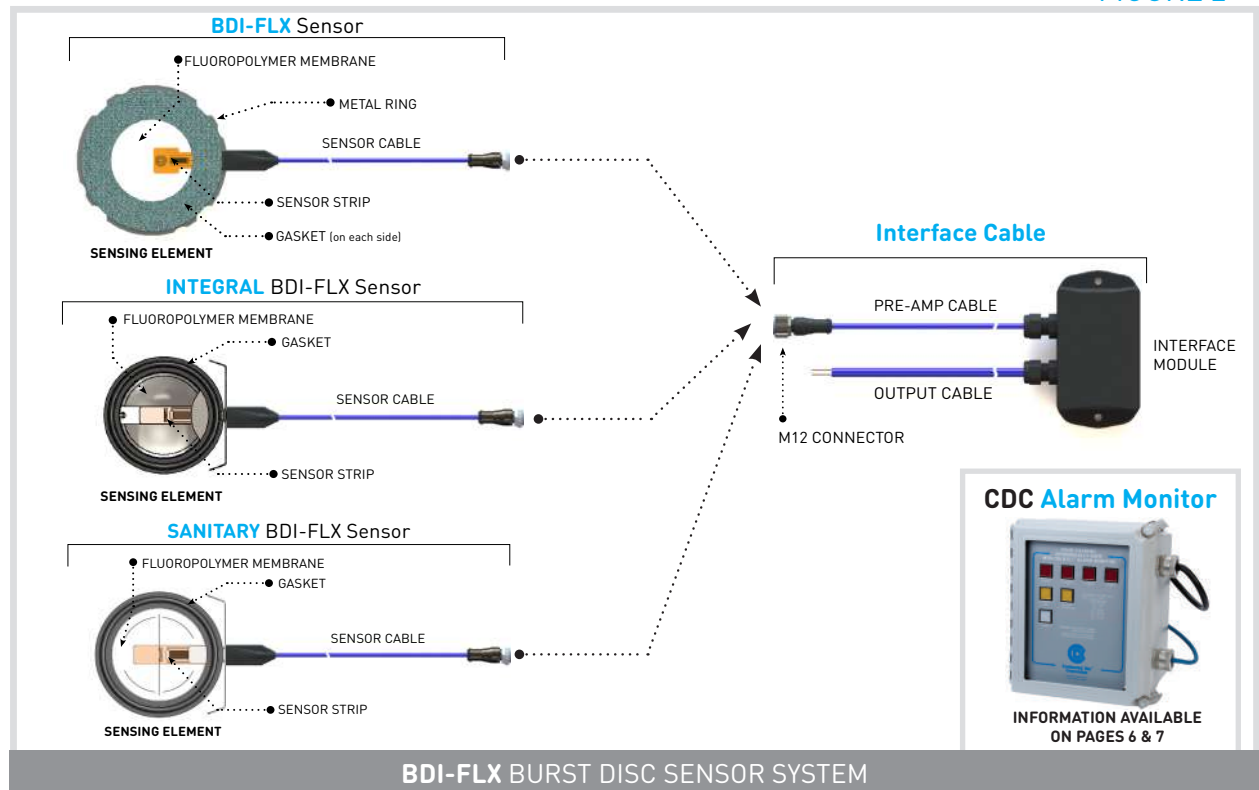 BDI-FLX Sensor
FLUOROPOLYMER MEMBRANE
METAL RING
SENSOR CABLE
SENSOR STRIP
GASKET (on each side)
SENSING ELEMENT
INTEGRAL BDI-FLX Sensor
FLUOROPOLYMER MEMBRANE
GASKET
SENSOR CABLE
SENSOR STRIP
SENSING ELEMENT
SANITARY BDI-FLX Sensor
FLUOROPOLYMER MEMBRANE
GASKET
SENSOR CABLE
SENSOR STRIP
SENSING ELEMENT
Interface Cable
PRE-AMP CABLE
INTERFACE
MODULE
OUTPUT CABLE
M12 CONNECTOR
CDC Alarm Monitor
INFORMATION AVAILABLE
ON PAGES 6 & 7
BDI-FLX BURST DISC SENSOR SYSTEM